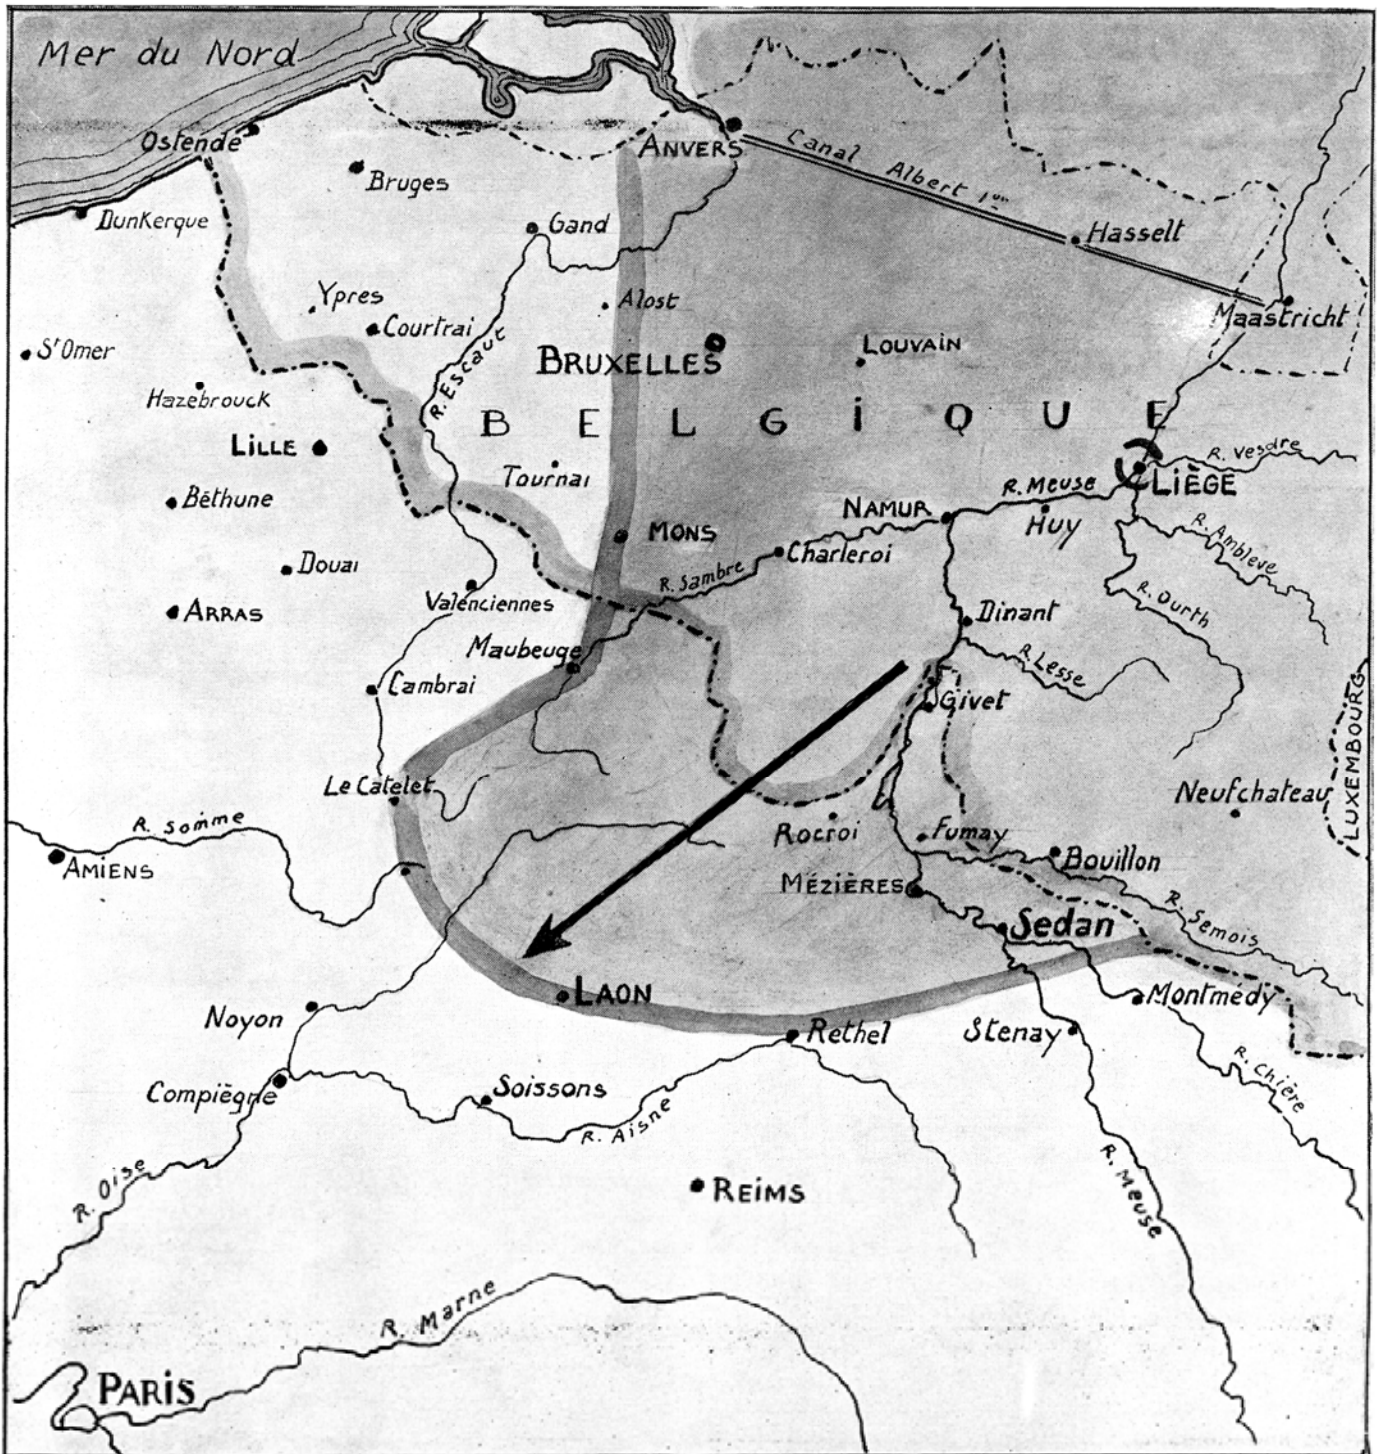 Mer du Nord
Ostende
ANVERS
Canal Albert 1er
Bruges
Dunkerque
Gand
Hasselt
Ypres
Alost
Maastricht
Courtrai
St Omer
BRUXELLES
LOUVAIN
R. Escaut
Hazebrouck
BELGIQUE
LILLE
R. Vesdre
Tournai
LIÈGE
Béthune
R. Meuse
NAMUR
Huy
MONS
R. Amblève
Charleroi
Douai
R. Sambre
Valenciennes
R. Ourth
ARRAS
Dinant
Maubeuge
R. Lesse
Cambrai
Givet
LUXEMBOURG
Le Catelet
Neufchateau
R. Somme
Rocroi
Fumay
AMIENS
Bouillon
MÉZIÈRES
R. Semois
Sedan
LAON
Montmédy
Noyon
Rethel
Stenay
R. Chière
Compiègne
Soissons
R. Aisne
R. Oise
REIMS
R. Meuse
R. Marne
PARIS